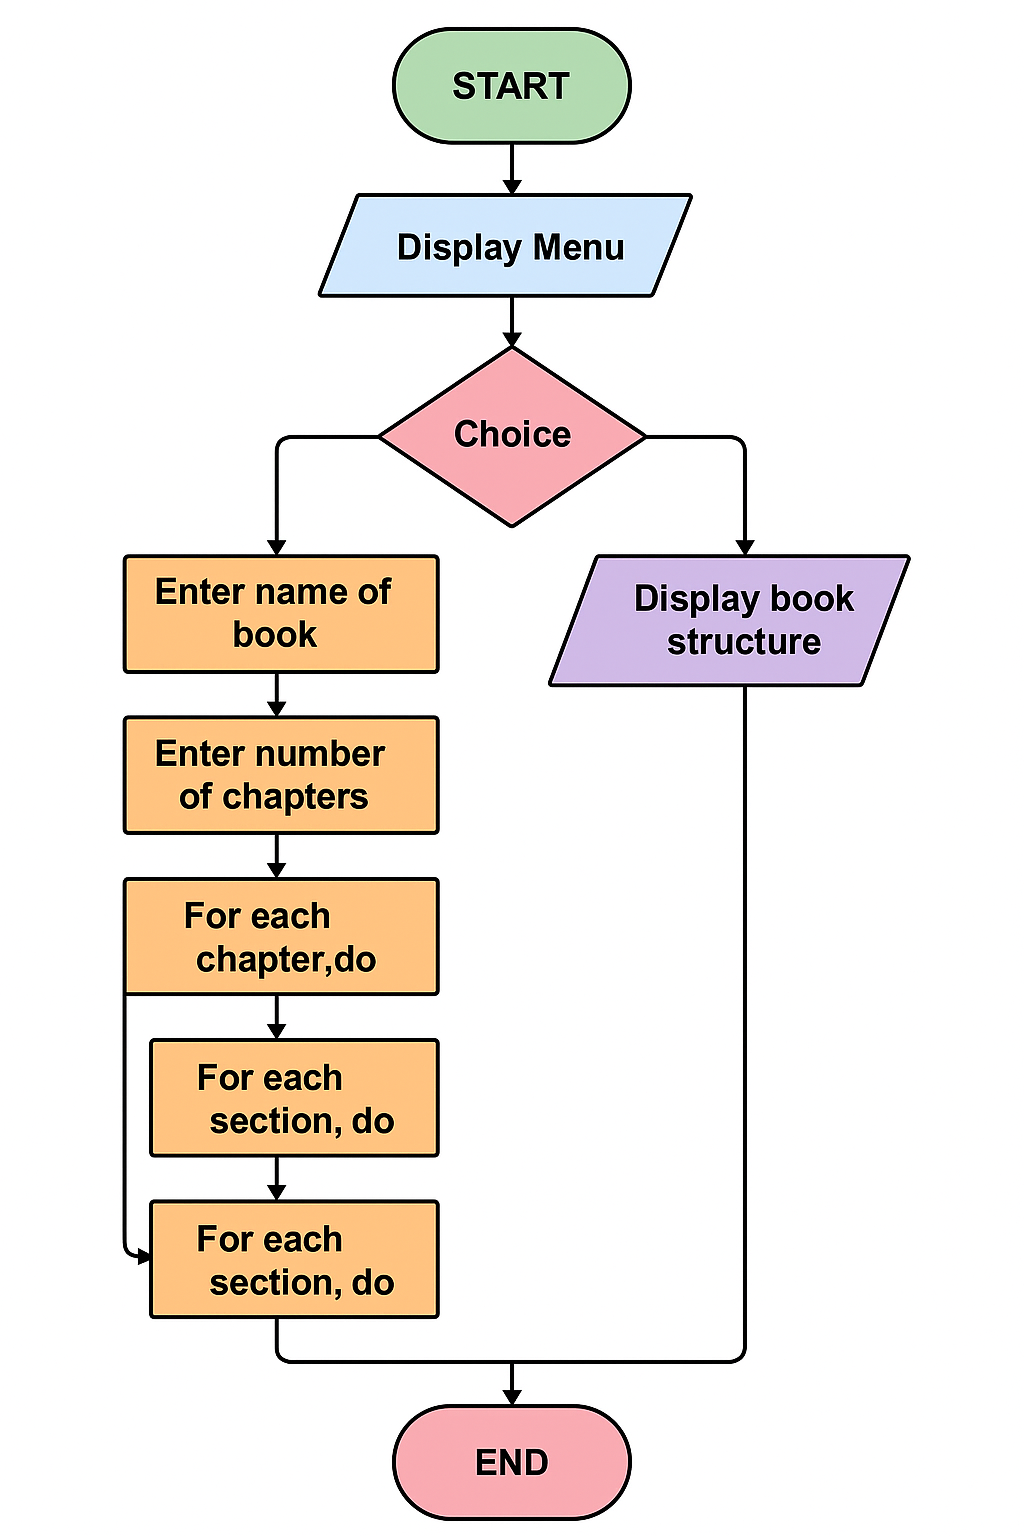 START
Display Menu
Choice
Enter name of
book
Display book
structure
Enter number
of chapters
For each
chapter,do
For each
section, do
For each
section, do
END